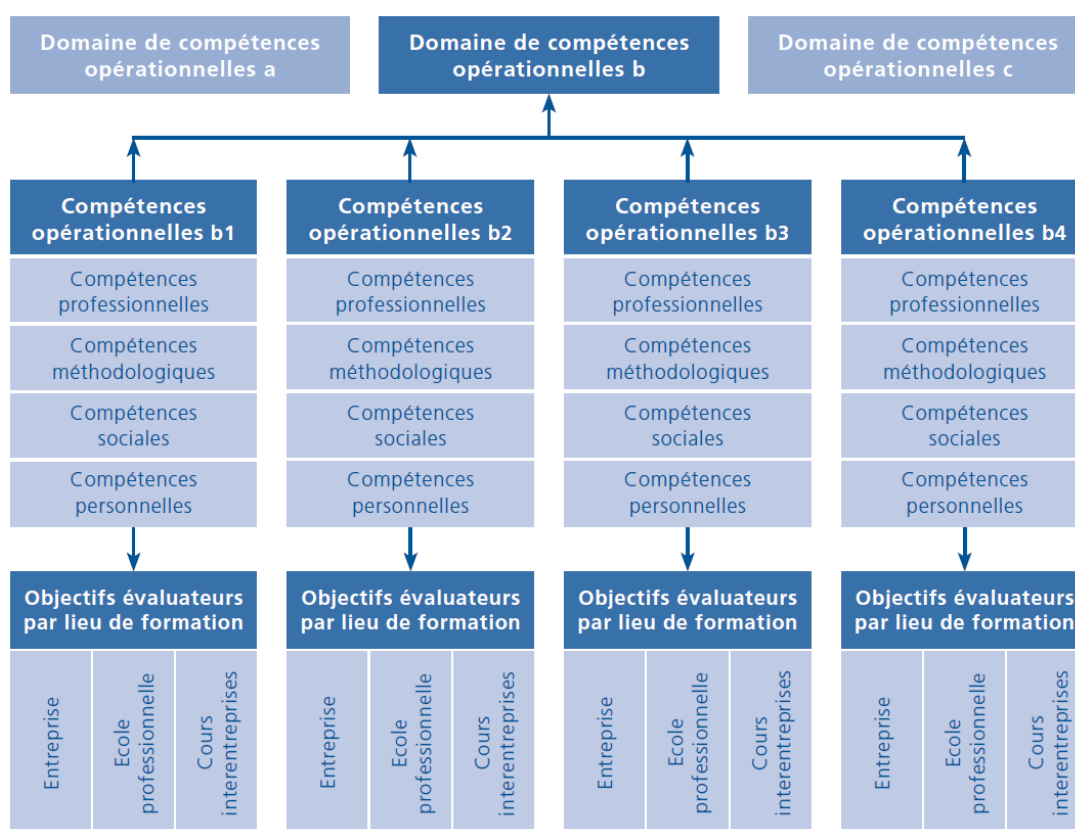 Domaine de compétences
opérationnelles a
Domaine de compétences
opérationnelles b
Domaine de compétences
opérationnelles c
Compétences
opérationnelles b1
Compétences
professionnelles
Compétences
méthodologiques
Compétences
sociales
Compétences
personnelles
Objectifs évaluateurs
par lieu de formation
Entreprise
Ecole
professionnelle
Cours
interentreprises
Compétences
opérationnelles b2
Compétences
professionnelles
Compétences
méthodologiques
Compétences
sociales
Compétences
personnelles
Objectifs évaluateurs
par lieu de formation
Entreprise
Ecole
professionnelle
Cours
interentreprises
Compétences
opérationnelles b3
Compétences
professionnelles
Compétences
méthodologiques
Compétences
sociales
Compétences
personnelles
Objectifs évaluateurs
par lieu de formation
Entreprise
Ecole
professionnelle
Cours
interentreprises
Compétences
opérationnelles b4
Compétences
professionnelles
Compétences
méthodologiques
Compétences
sociales
Compétences
personnelles
Objectifs évaluateurs
par lieu de formation
Entreprise
Ecole
professionnelle
Cours
interentreprises